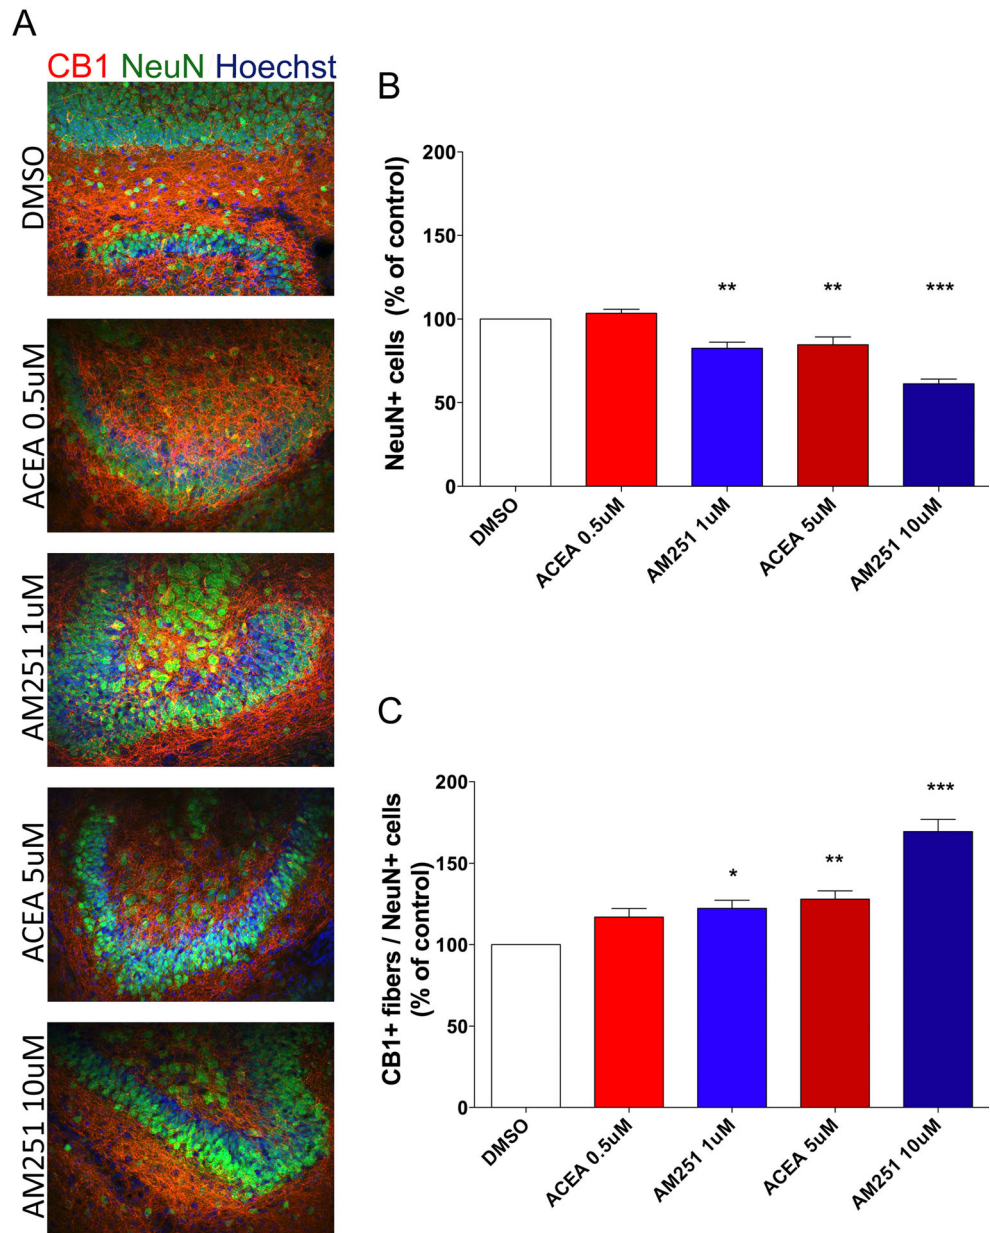 A
CB1 NeuN Hoechst
DMSO
ACEA 0.5uM
AM251 1uM
ACEA 5uM
AM251 10uM
B
NeuN+ cells (% of control)
200
150
100
50
0
** ** ***
DMSO
ACEA 0.5uM
AM251 1uM
ACEA 5uM
AM251 10uM
C
CB1+ fibers / NeuN+ cells
(% of control)
200
150
100
50
0
* ** ***
DMSO
ACEA 0.5uM
AM251 1uM
ACEA 5uM
AM251 10uM